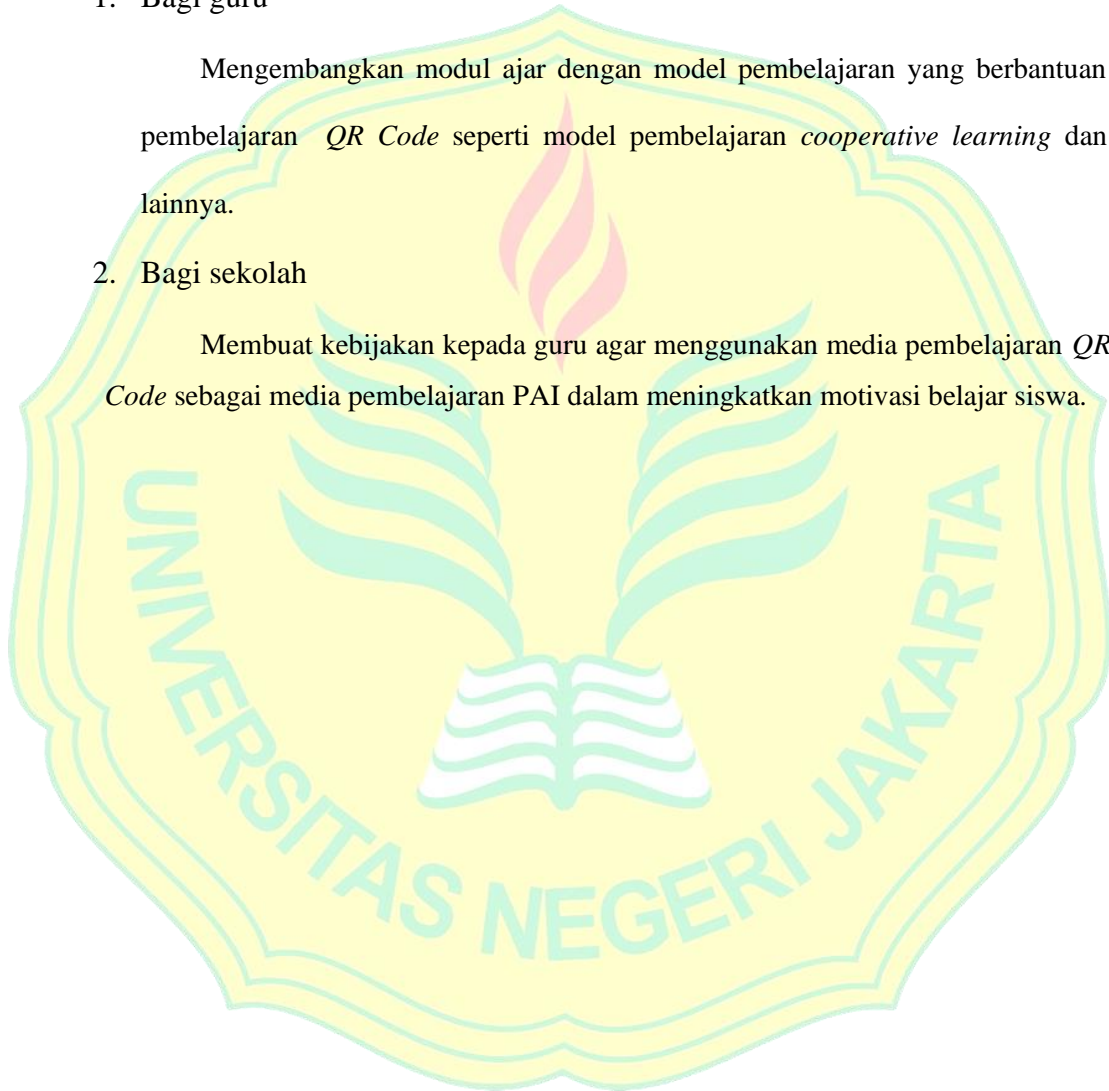 1. Bagi guru
Mengembangkan modul ajar dengan model pembelajaran yang berbantuan
pembelajaran QR Code seperti model pembelajaran cooperative learning dan
lainnya.
2. Bagi sekolah
Membuat kebijakan kepada guru agar menggunakan media pembelajaran QR
Code sebagai media pembelajaran PAI dalam meningkatkan motivasi belajar siswa.
UNIVERSITAS NEGERI JAKARTA